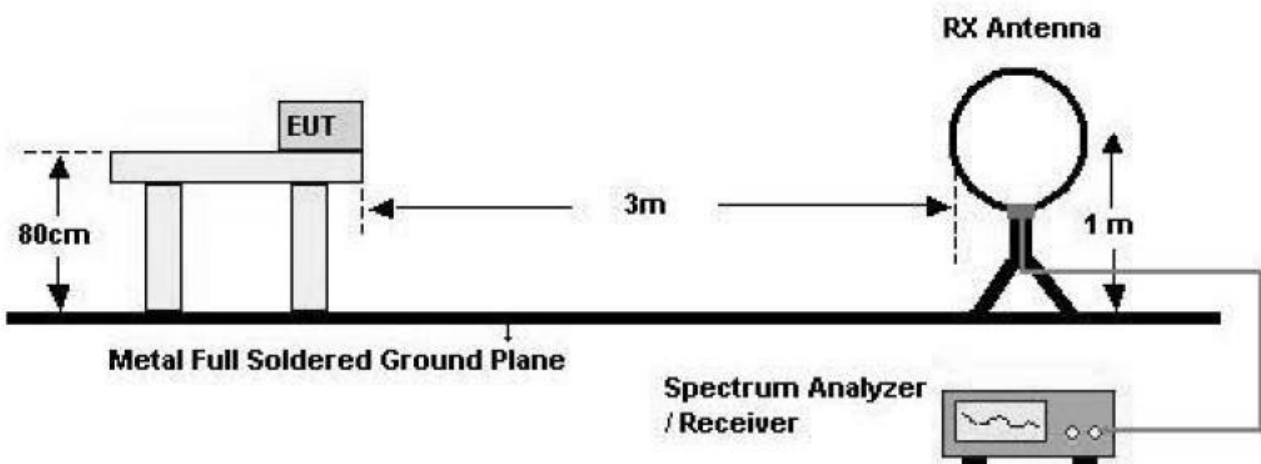 RX Antenna
EUT
80cm
3m
1 m
Metal Full Soldered Ground Plane
Spectrum Analyzer
/ Receiver